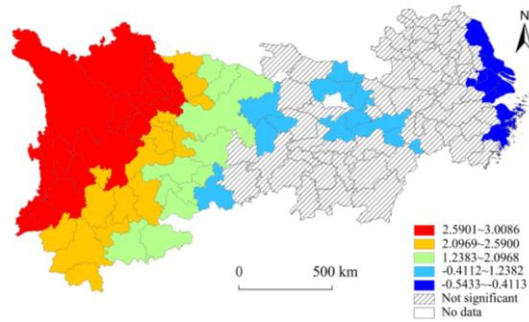 N
2.5901~3.0086
2.0969~2.5900
1.2383~2.0968
-0.4112~1.2382
-0.5433~-0.4113
Not significant
No data
0 500 km